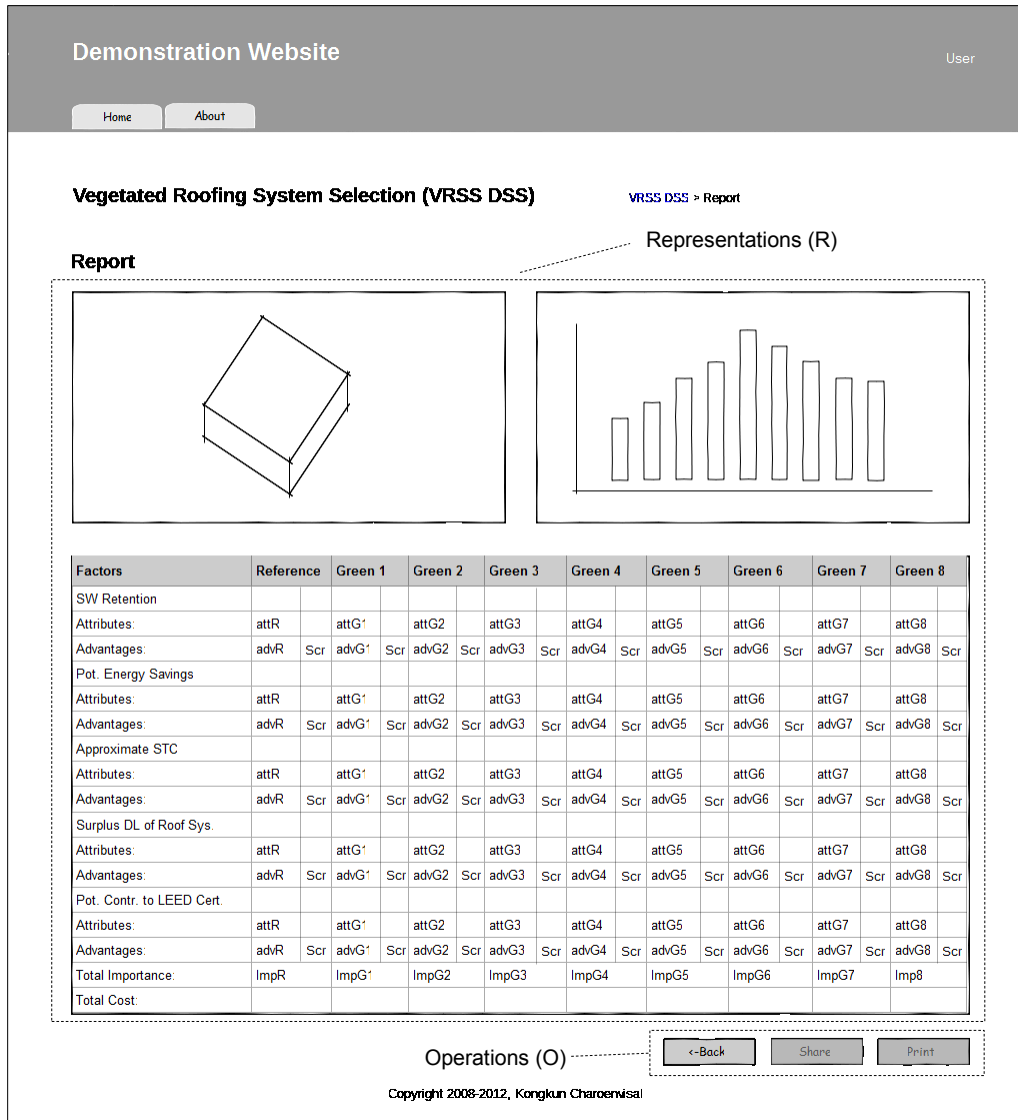 Demonstration Website
User
Home About
Vegetated Roofing System Selection (VRSS DSS)
VRSS DSS > Report
Representations (R)
Report
Factors Reference Green 1 Green 2 Green 3 Green 4 Green 5 Green 6 Green 7 Green 8
SW Retention
Attributes: attR attG1 attG2 attG3 attG4 attG5 attG6 attG7 attG8
Advantages: advR Scr advG1 Scr advG2 Scr advG3 Scr advG4 Scr advG5 Scr advG6 Scr advG7 Scr advG8 Scr
Pot. Energy Savings
Attributes: attR attG1 attG2 attG3 attG4 attG5 attG6 attG7 attG8
Advantages: advR Scr advG1 Scr advG2 Scr advG3 Scr advG4 Scr advG5 Scr advG6 Scr advG7 Scr advG8 Scr
Approximate STC
Attributes: attR attG1 attG2 attG3 attG4 attG5 attG6 attG7 attG8
Advantages: advR Scr advG1 Scr advG2 Scr advG3 Scr advG4 Scr advG5 Scr advG6 Scr advG7 Scr advG8 Scr
Surplus DL of Roof Sys.
Attributes: attR attG1 attG2 attG3 attG4 attG5 attG6 attG7 attG8
Advantages: advR Scr advG1 Scr advG2 Scr advG3 Scr advG4 Scr advG5 Scr advG6 Scr advG7 Scr advG8 Scr
Pot. Contr. to LEED Cert.
Attributes: attR attG1 attG2 attG3 attG4 attG5 attG6 attG7 attG8
Advantages: advR Scr advG1 Scr advG2 Scr advG3 Scr advG4 Scr advG5 Scr advG6 Scr advG7 Scr advG8 Scr
Total Importance: ImpR ImpG1 ImpG2 ImpG3 ImpG4 ImpG5 ImpG6 ImpG7 Imp8
Total Cost:
Operations (O)
<-Back Share Print
Copyright 2008-2012, Kongkun Charoenvisal